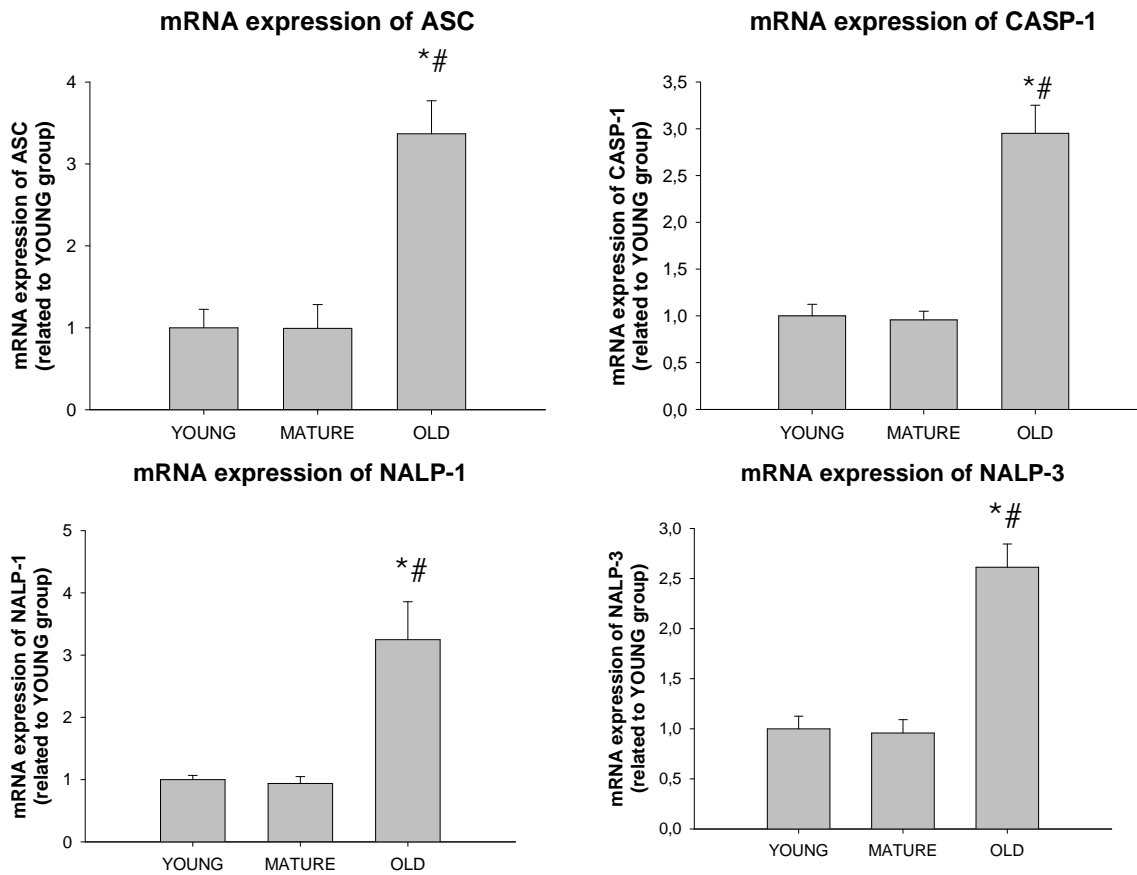 mRNA expression of ASC
*#
4
3
2
1
0
mRNA expression of ASC
(related to YOUNG group)
YOUNG MATURE OLD
mRNA expression of CASP-1
*#
3,5
3,0
2,5
2,0
1,5
1,0
0,5
0,0
mRNA expression of CASP-1
(related to YOUNG group)
YOUNG MATURE OLD
mRNA expression of NALP-1
*#
5
4
3
2
1
0
mRNA expression of NALP-1
(related to YOUNG group)
YOUNG MATURE OLD
mRNA expression of NALP-3
*#
3,0
2,5
2,0
1,5
1,0
0,5
0,0
mRNA expression of NALP-3
(related to YOUNG group)
YOUNG MATURE OLD